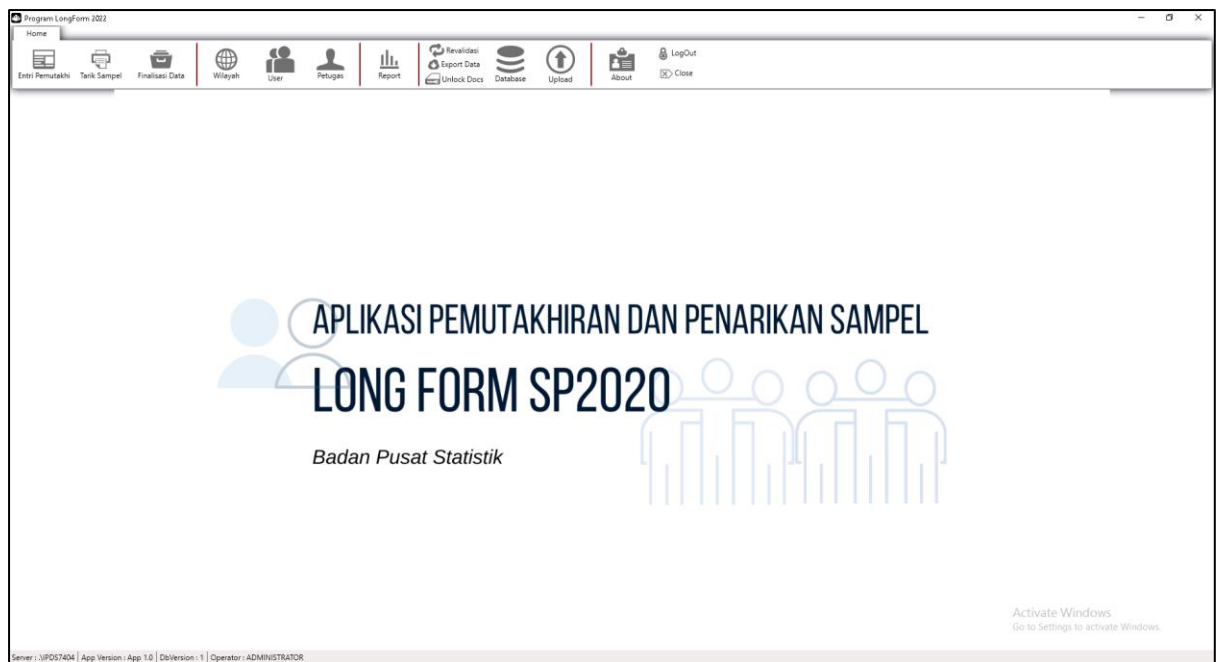 Program LongForm 2022
Home
Entri Pemutakhi
Tarik Sampel
Finalisasi Data
Wilayah
User
Petugas
Report
Revalidasi
Export Data
Unlock Docs
Database
Upload
About
LogOut
Close
APLIKASI PEMUTAKHIRAN DAN PENARIKAN SAMPEL
LONG FORM SP2020
Badan Pusat Statistik
Activate Windows
Go to Settings to activate Windows.
Server : .\IPDS7404 | App Version : App 1.0 | DbVersion : 1 | Operator : ADMINISTRATOR